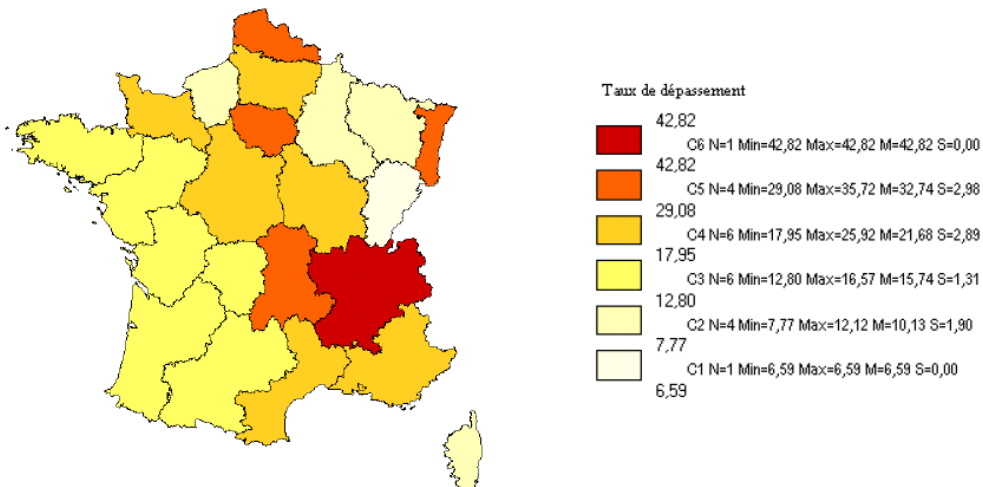 Taux de dépassement
42,82
C6 N=1 Min=42,82 Max=42,82 M=42,82 S=0,00
42,82
C5 N=4 Min=29,08 Max=35,72 M=32,74 S=2,98
29,08
C4 N=6 Min=17,95 Max=25,92 M=21,68 S=2,89
17,95
C3 N=6 Min=12,80 Max=16,57 M=15,74 S=1,31
12,80
C2 N=4 Min=7,77 Max=12,12 M=10,13 S=1,90
7,77
C1 N=1 Min=6,59 Max=6,59 M=6,59 S=0,00
6,59